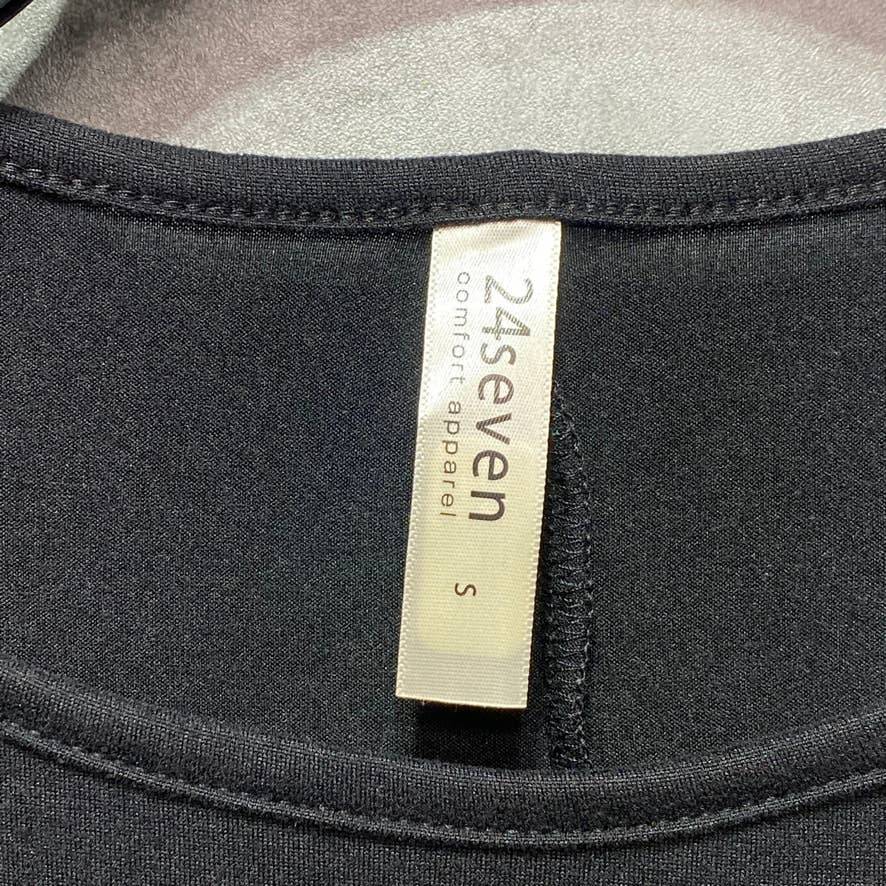 24seven
comfort apparel
S